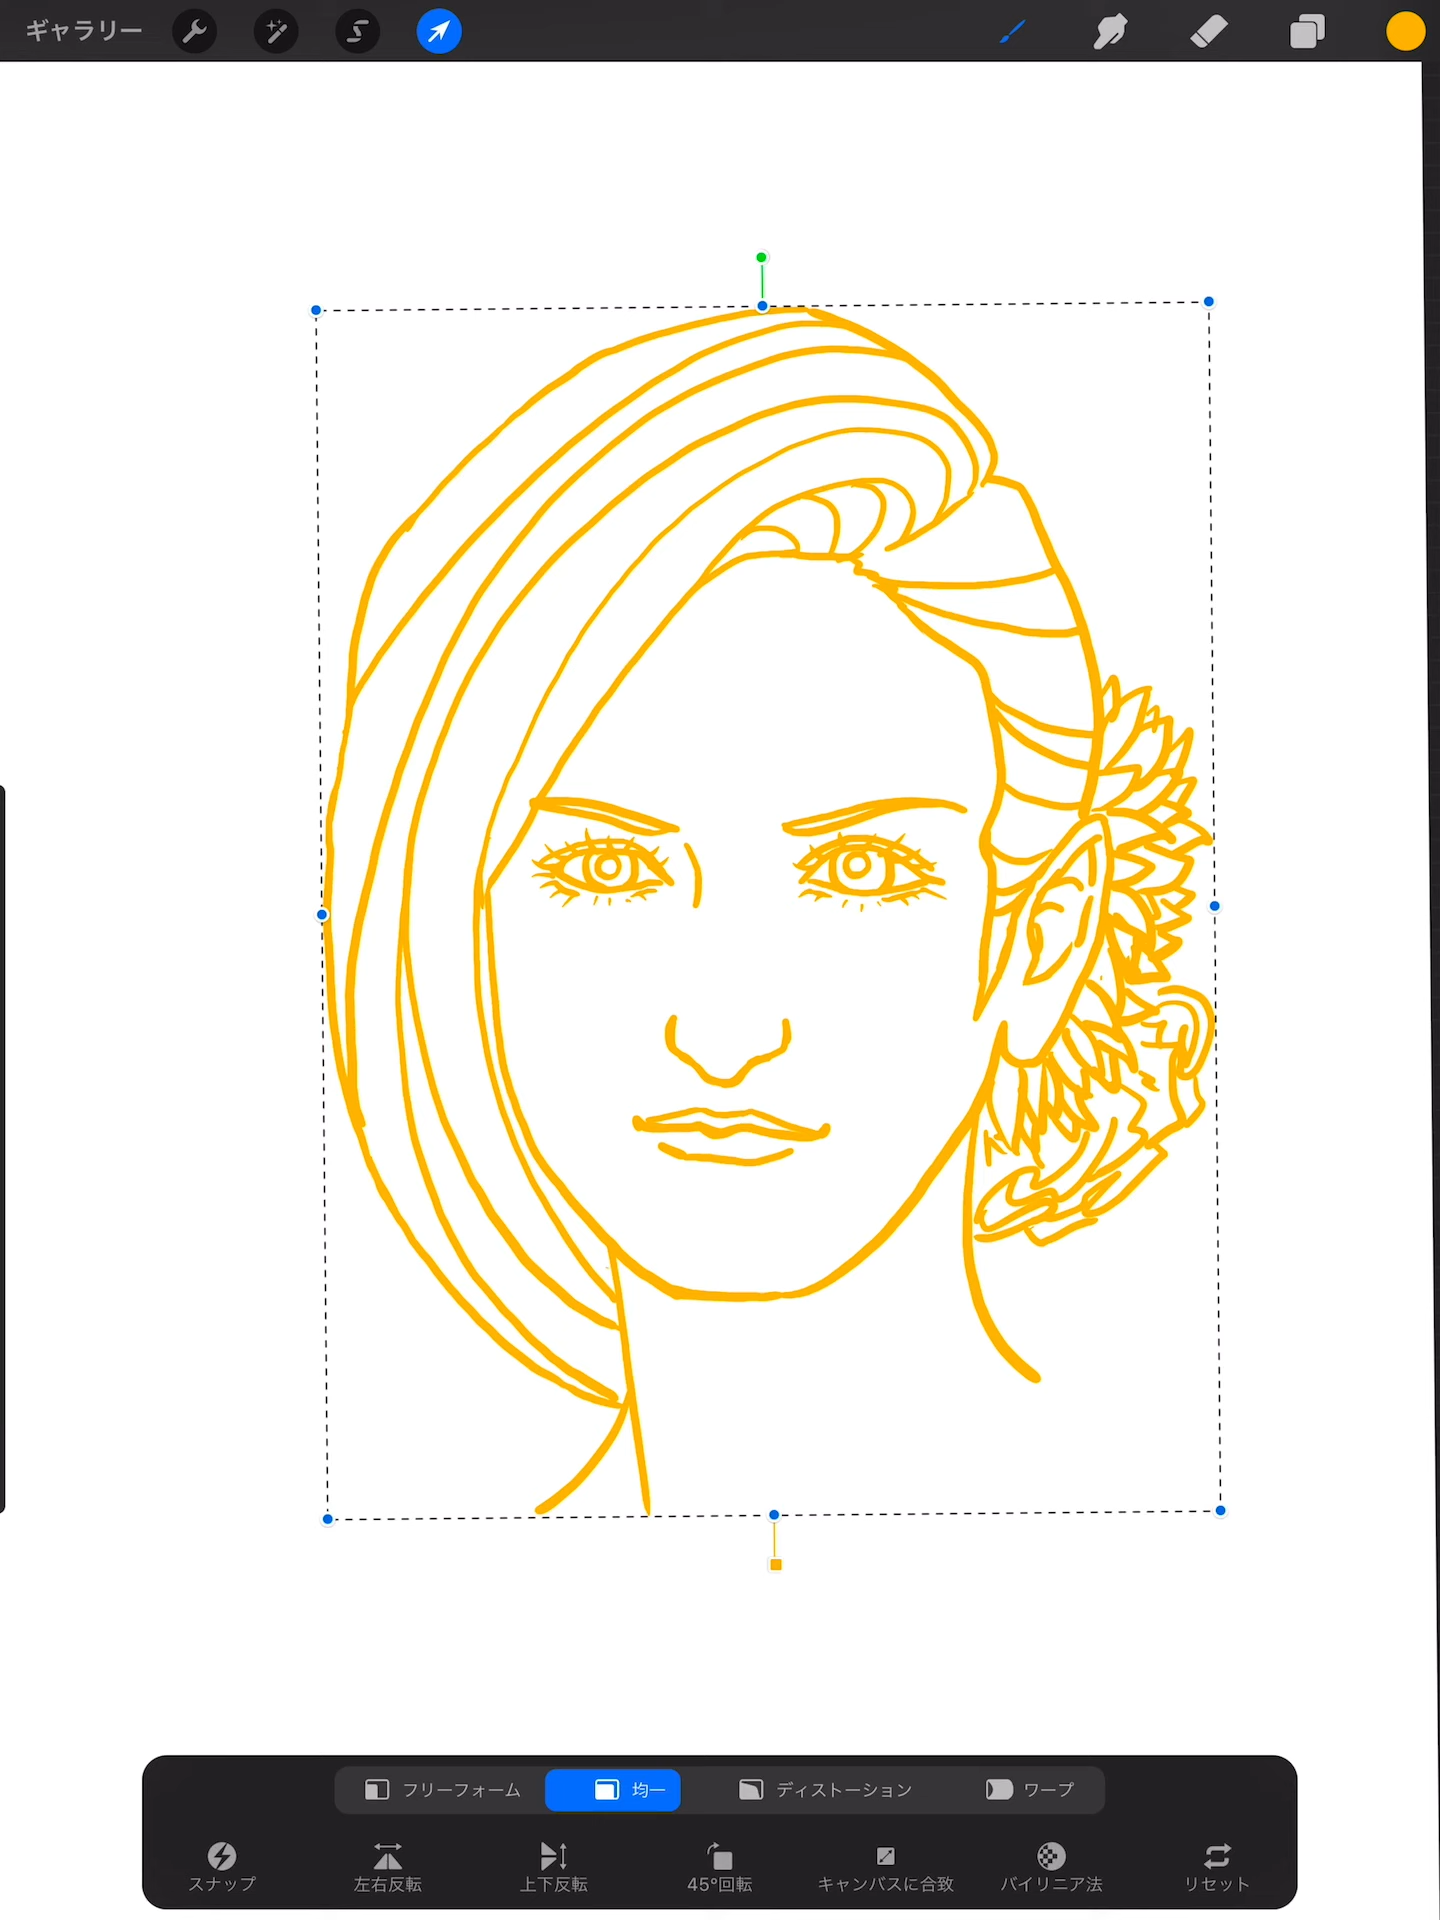 ギャラリー
フリーフォーム
均一
ディストーション
ワープ
スナップ
左右反転
上下反転
45°回転
キャンバスに合致
バイリニア法
リセット